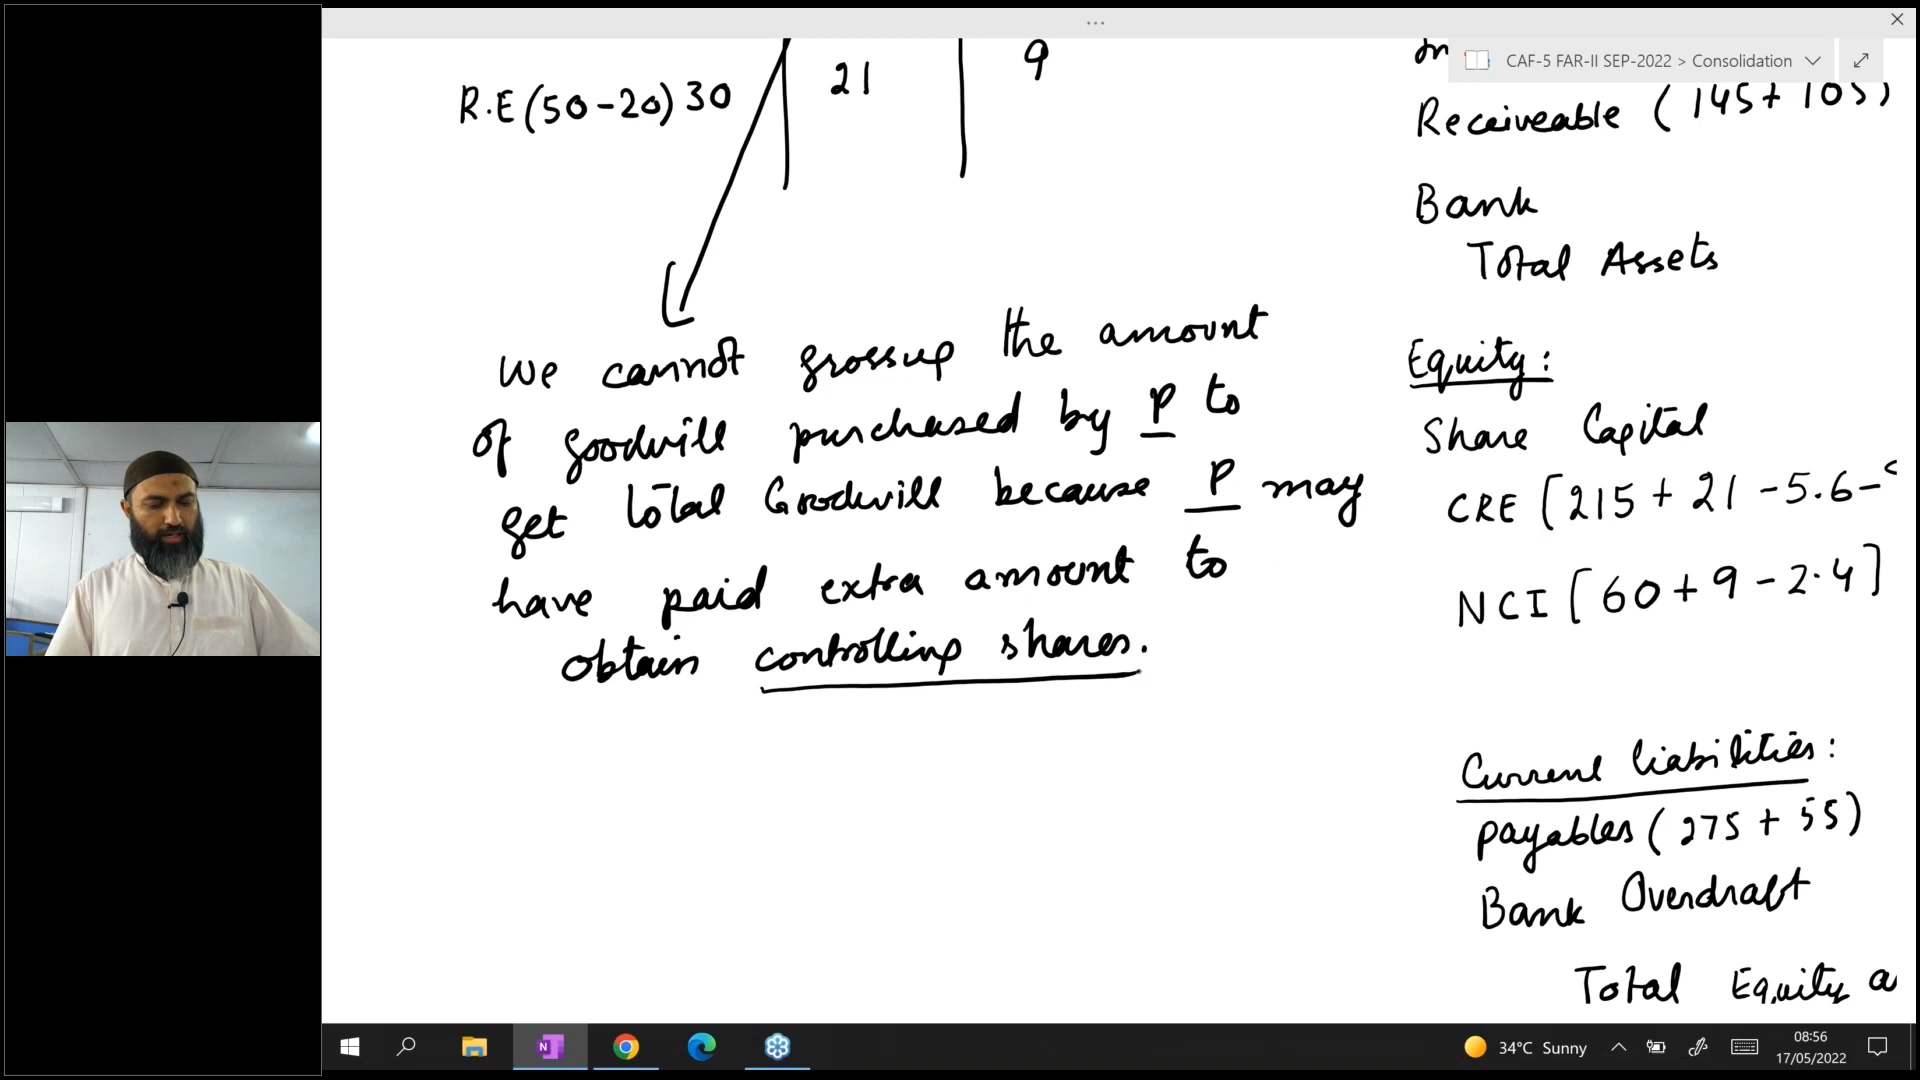 CAF-5 FAR-II SEP-2022 > Consolidation
R.E (50-20) 30 21 9
We cannot grossup the amount
of goodwill purchased by P to
get total Goodwill because P may
have paid extra amount to
obtain controlling shares.
Receiveable ( 145 + 105 )
Bank
Total Assets
Equity :
Share Capital
CRE [ 215 + 21 - 5.6 -
NCI [ 60 + 9 - 2.4 ]
Current liabilities :
Payables ( 275 + 55 )
Bank Overdraft
Total Equity a
34°C Sunny
08:56
17/05/2022